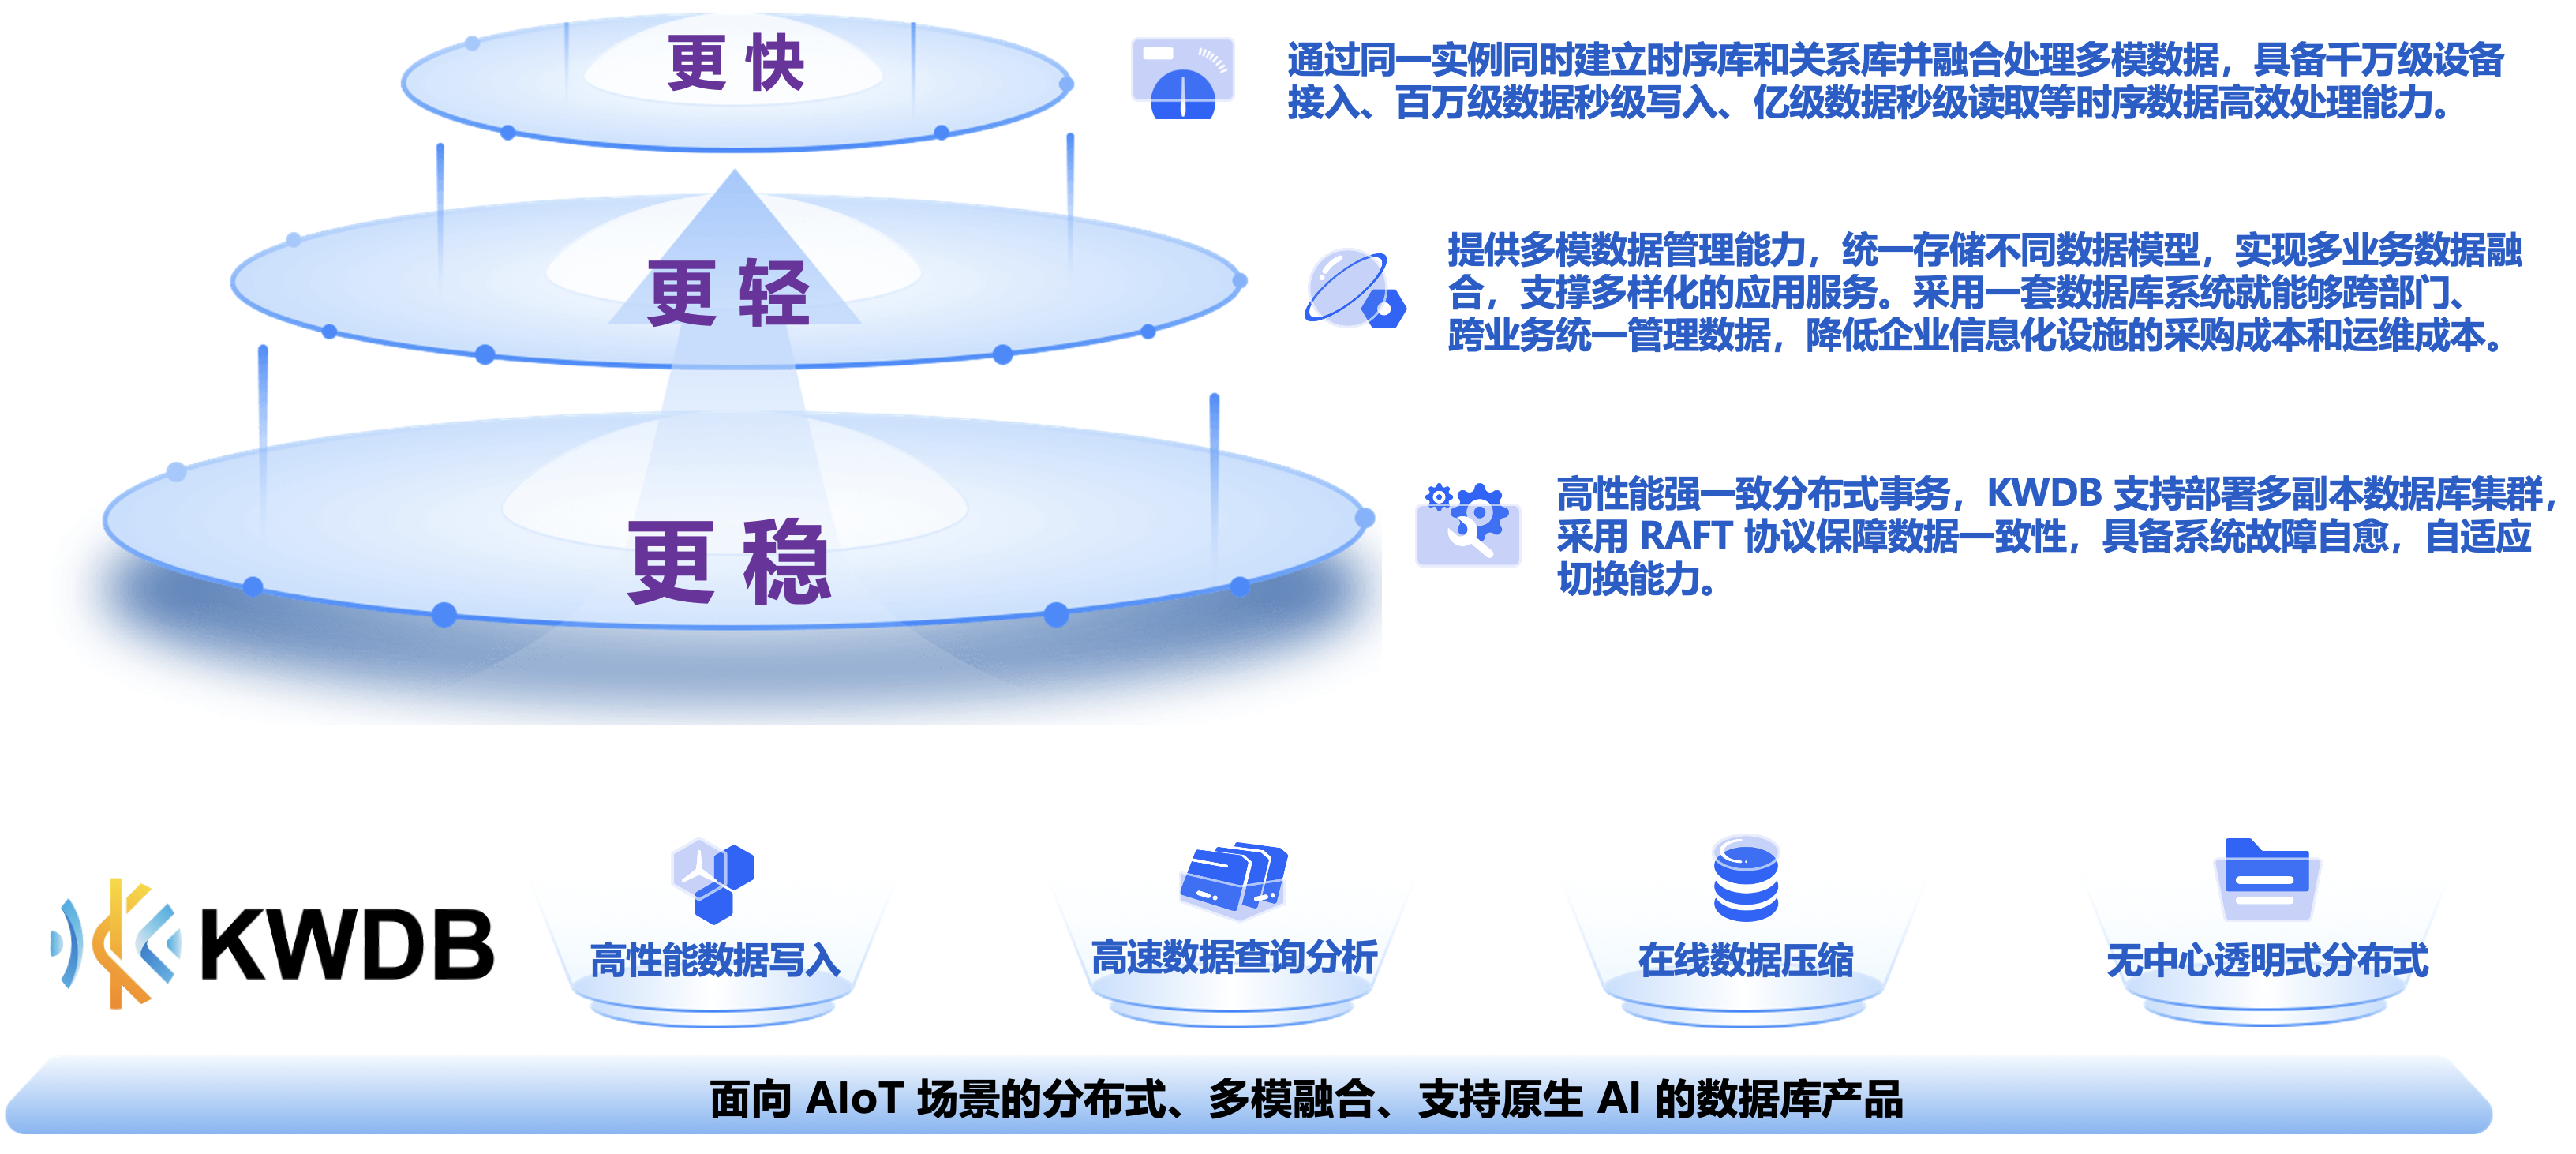 更快
通过同一实例同时建立时序库和关系库并融合处理多模数据，具备千万级设备
接入、百万级数据秒级写入、亿级数据秒级读取等时序数据高效处理能力。
更轻
提供多模数据管理能力，统一存储不同数据模型，实现多业务数据融
合，支撑多样化的应用服务。采用一套数据库系统就能够跨部门、
跨业务统一管理数据，降低企业信息化设施的采购成本和运维成本。
更稳
高性能强一致分布式事务，KWDB 支持部署多副本数据库集群，
采用 RAFT 协议保障数据一致性，具备系统故障自愈，自适应
切换能力。
KWDB
高性能数据写入
高速数据查询分析
在线数据压缩
无中心透明式分布式
面向 AIoT 场景的分布式、多模融合、支持原生 AI 的数据库产品